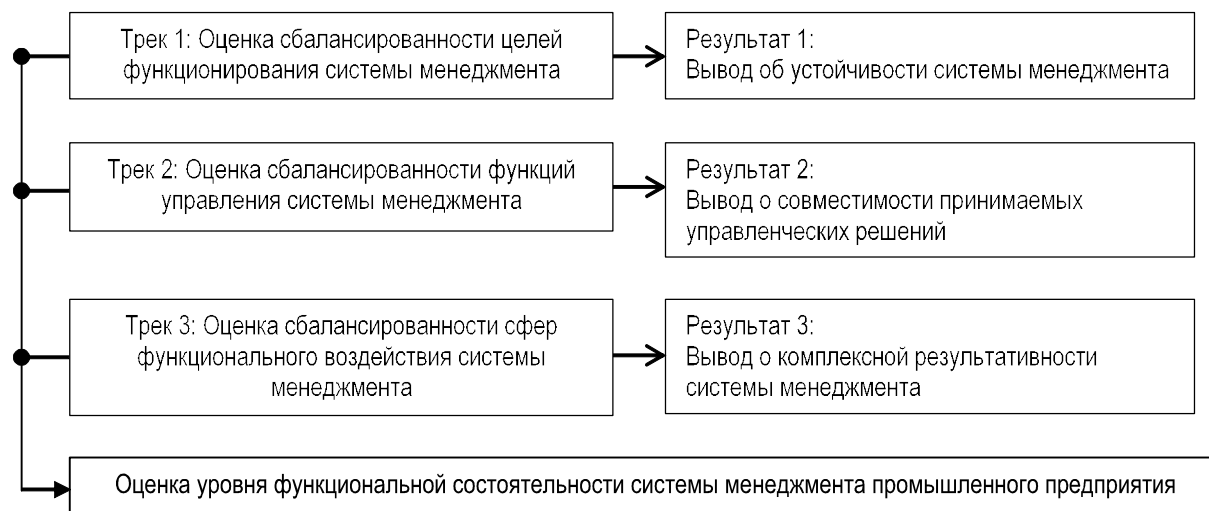 Трек 1: Оценка сбалансированности целей
функционирования системы менеджмента
Результат 1:
Вывод об устойчивости системы менеджмента
Трек 2: Оценка сбалансированности функций
управления системы менеджмента
Результат 2:
Вывод о совместимости принимаемых
управленческих решений
Трек 3: Оценка сбалансированности сфер
функционального воздействия системы
менеджмента
Результат 3:
Вывод о комплексной результативности
системы менеджмента
Оценка уровня функциональной состоятельности системы менеджмента промышленного предприятия